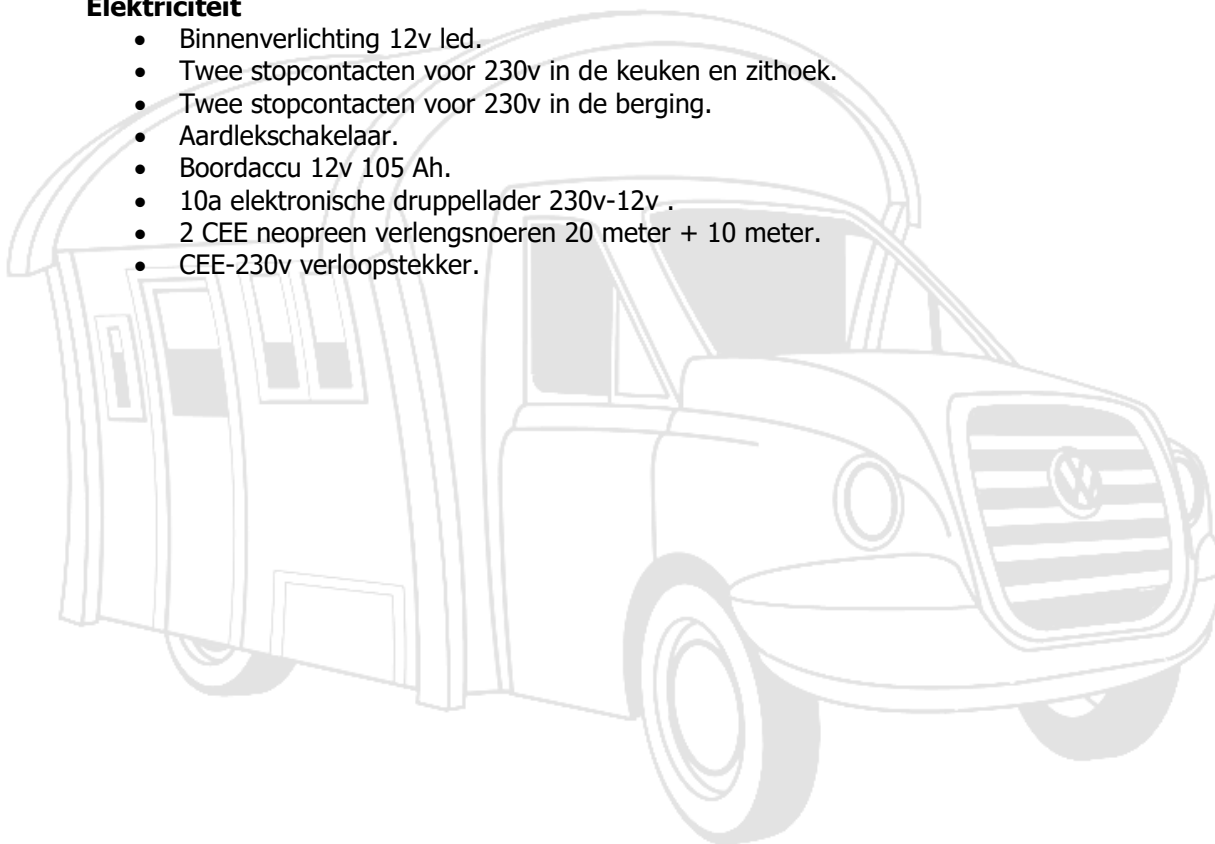 Elektriciteit
• Binnenverlichting 12v led.
• Twee stopcontacten voor 230v in de keuken en zithoek.
• Twee stopcontacten voor 230v in de berging.
• Aardlekschakelaar.
• Boordaccu 12v 105 Ah.
• 10a elektronische druppellader 230v-12v .
• 2 CEE neopreen verlengsnoeren 20 meter + 10 meter.
• CEE-230v verloopstekker.